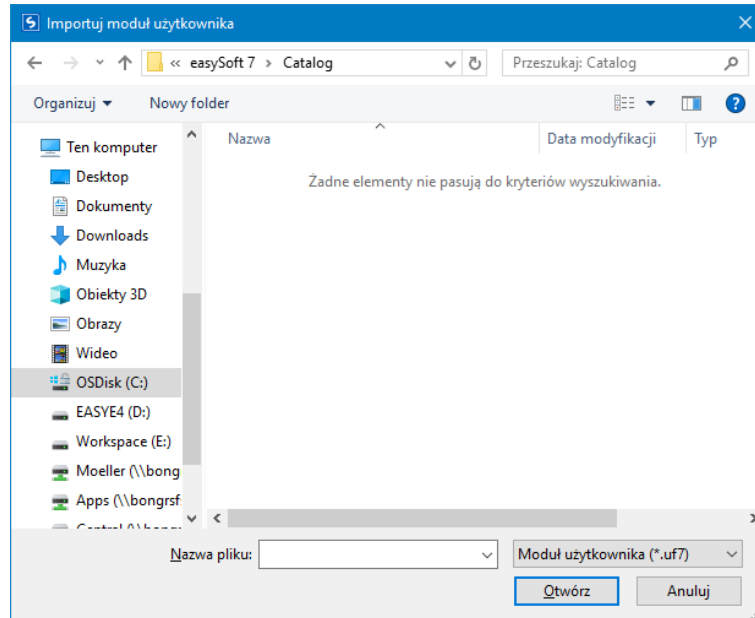 Importuj moduł użytkownika
« easySoft 7 > Catalog
Przeszukaj: Catalog
Organizuj
Nowy folder
Nazwa
Data modyfikacji
Typ
Żadne elementy nie pasują do kryteriów wyszukiwania.
Ten komputer
Desktop
Dokumenty
Downloads
Muzyka
Obiekty 3D
Obrazy
Wideo
OSDisk (C:)
EASYE4 (D:)
Workspace (E:)
Moeller (\\bong
Apps (\\bongrsf
Nazwa pliku:
Moduł użytkownika (*.uf7)
Otwórz
Anuluj